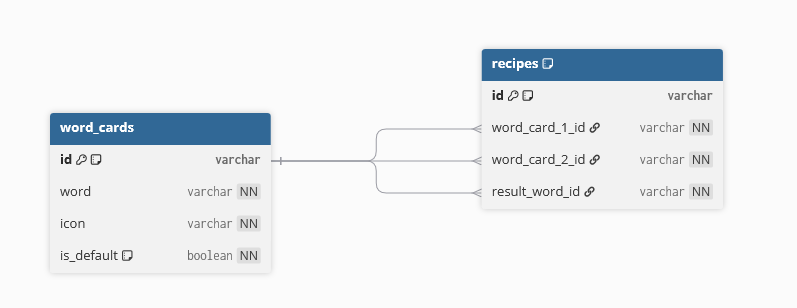 word_cards
id varchar
word varchar NN
icon varchar NN
is_default boolean NN
recipes
id varchar
word_card_1_id varchar NN
word_card_2_id varchar NN
result_word_id varchar NN